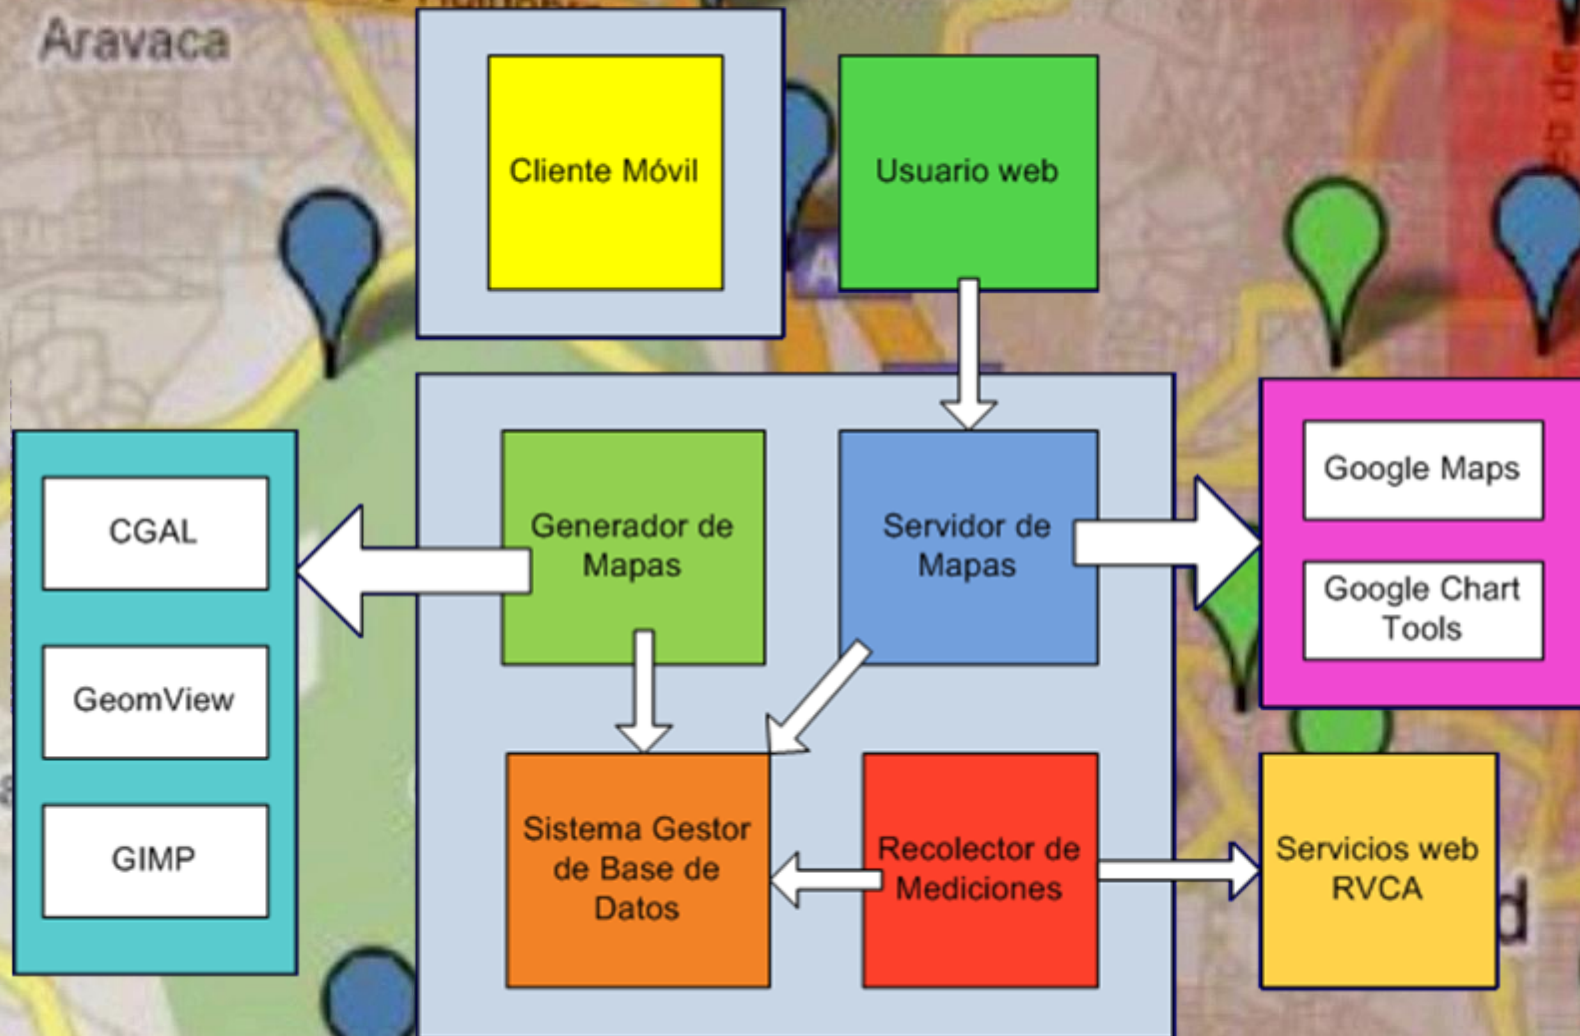 Aravaca
Cliente Móvil
Usuario web
Generador de
Mapas
Servidor de
Mapas
Google Maps
Google Chart
Tools
CGAL
GeomView
GIMP
Sistema Gestor
de Base de
Datos
Recolector de
Mediciones
Servicios web
RVCA
d